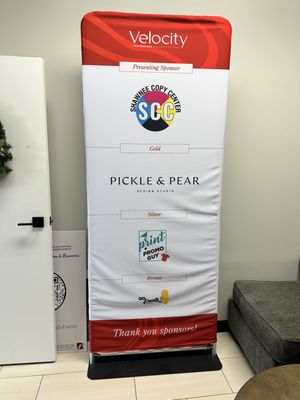 Velocity
Presenting Sponsor
SHAWNEE COPY CENTER
SCC
Gold
PICKLE & PEAR
DESIGN STUDIO
Silver
print
PROMO
GUY
Bronze
Thank you sponsors!